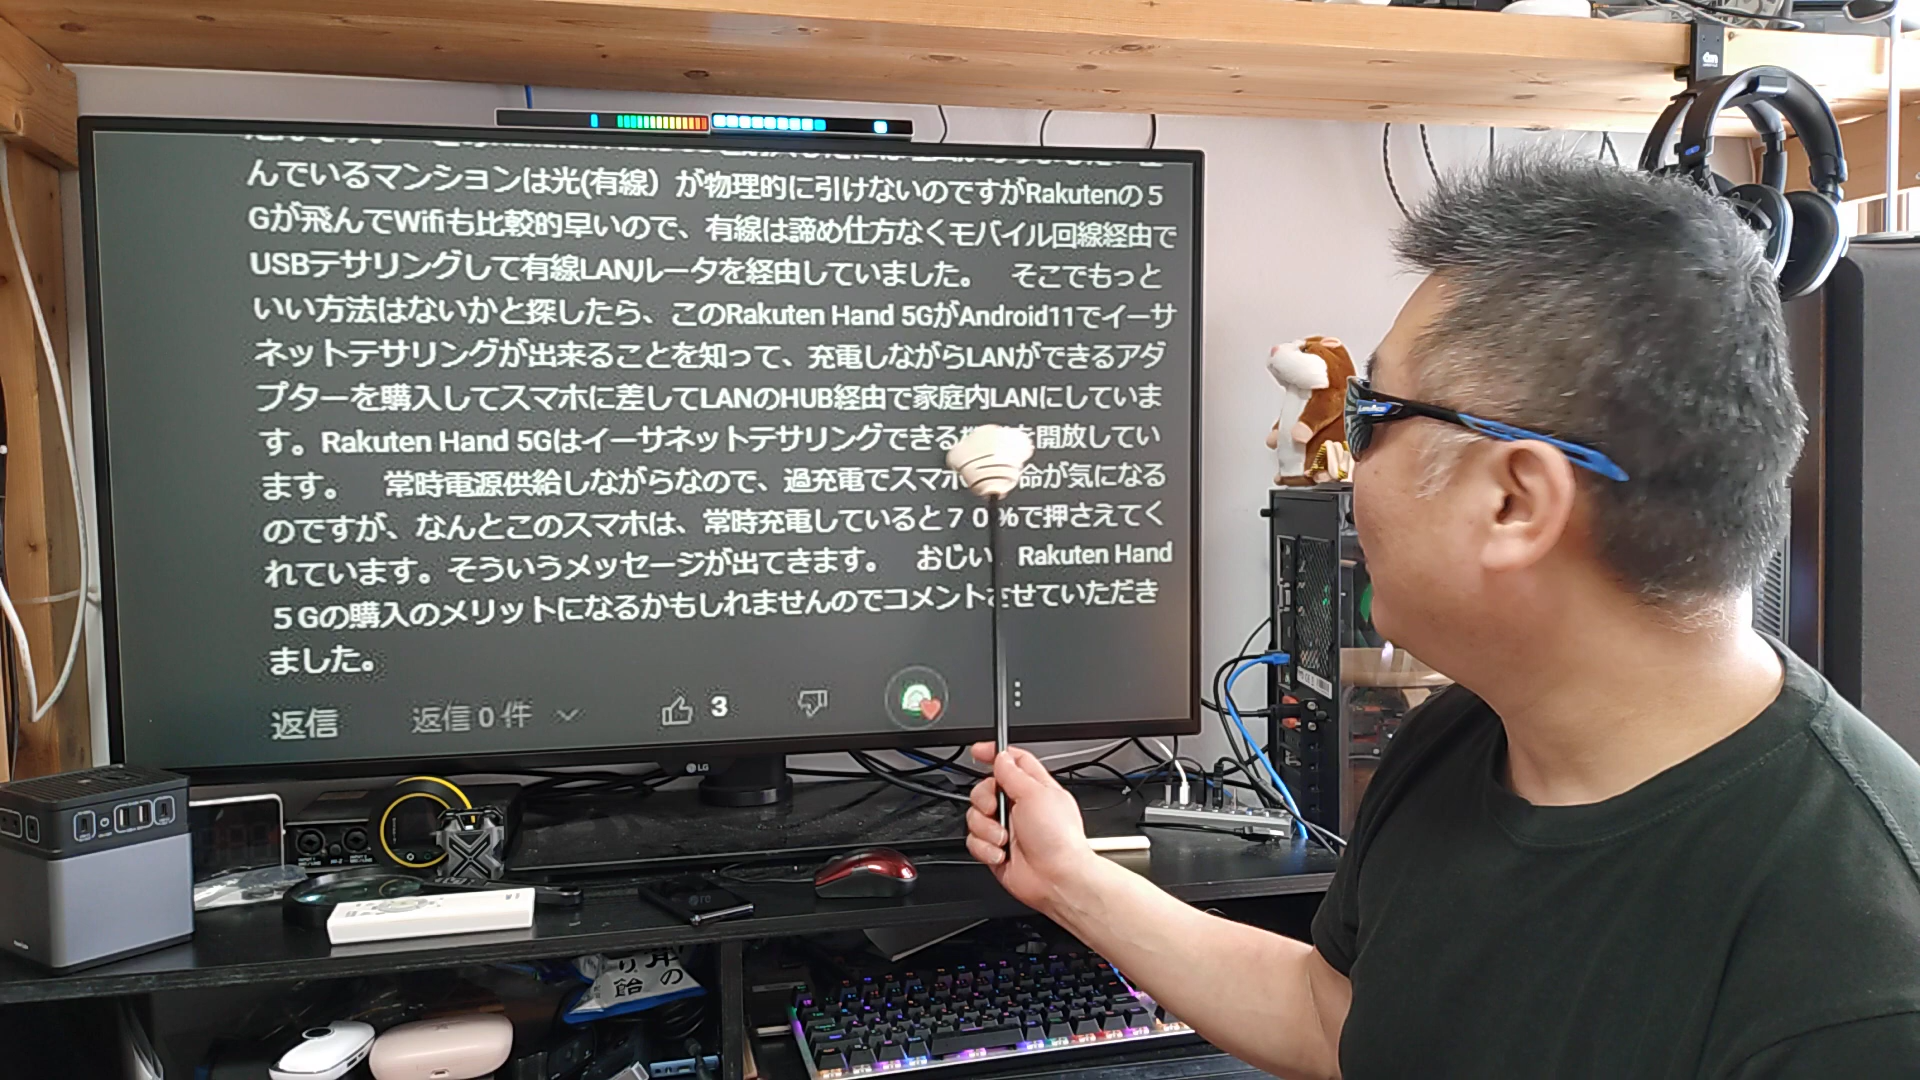 んでいるマンションは光(有線）が物理的に引けないのですがRakutenの５
Gが飛んでWifiも比較的早いので、有線は諦め仕方なくモバイル回線経由で
USBテサリングして有線LANルータを経由していました。　そこでもっと
いい方法はないかと探したら、このRakuten Hand 5GがAndroid11でイーサ
ネットテサリングが出来ることを知って、充電しながらLANができるアダ
プターを購入してスマホに差してLANのHUB経由で家庭内LANにしていま
す。Rakuten Hand 5Gはイーサネットテサリングできる を開放してい
ます。　常時電源供給しながらなので、過充電でスマホ 命が気になる
のですが、なんとこのスマホは、常時充電していると７０%で押さえてく
れています。そういうメッセージが出てきます。　おじい Rakuten Hand
５Gの購入のメリットになるかもしれませんのでコメントさせていただき
ました。
返信
返信 0 件
3
LG